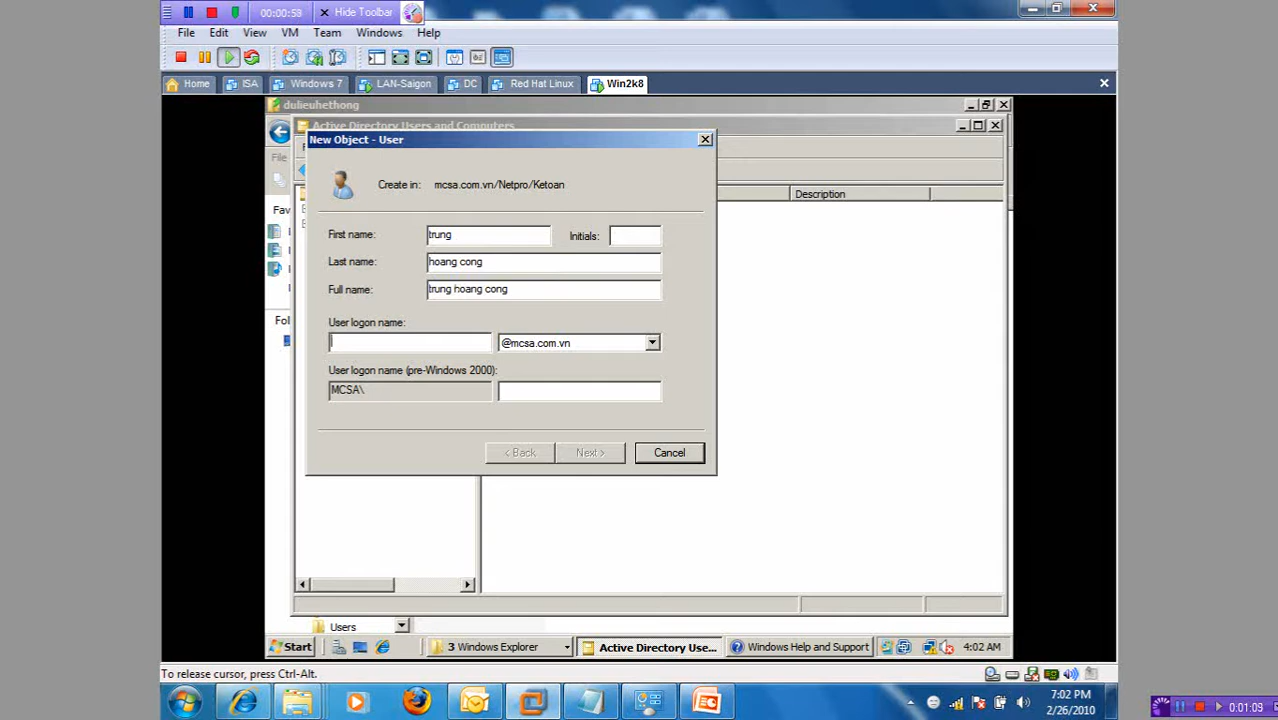 00:00:59
Hide Toolbar
File Edit View VM Team Windows Help
Home ISA Windows 7 LAN-Saigon DC Red Hat Linux Win2k8
dulieuhethong
Active Directory Users and Computers
New Object - User
File
Create in: mcsa.com.vn/Netpro/Ketoan
Description
Fav
First name: trung Initials:
Last name: hoang cong
Full name: trung hoang cong
Fol
User logon name:
@mcsa.com.vn
User logon name (pre-Windows 2000):
MCSA\
< Back Next > Cancel
Users
Start 3 Windows Explorer Active Directory Use... Windows Help and Support 4:02 AM
To release cursor, press Ctrl-Alt.
7:02 PM
2/26/2010
0:01:09